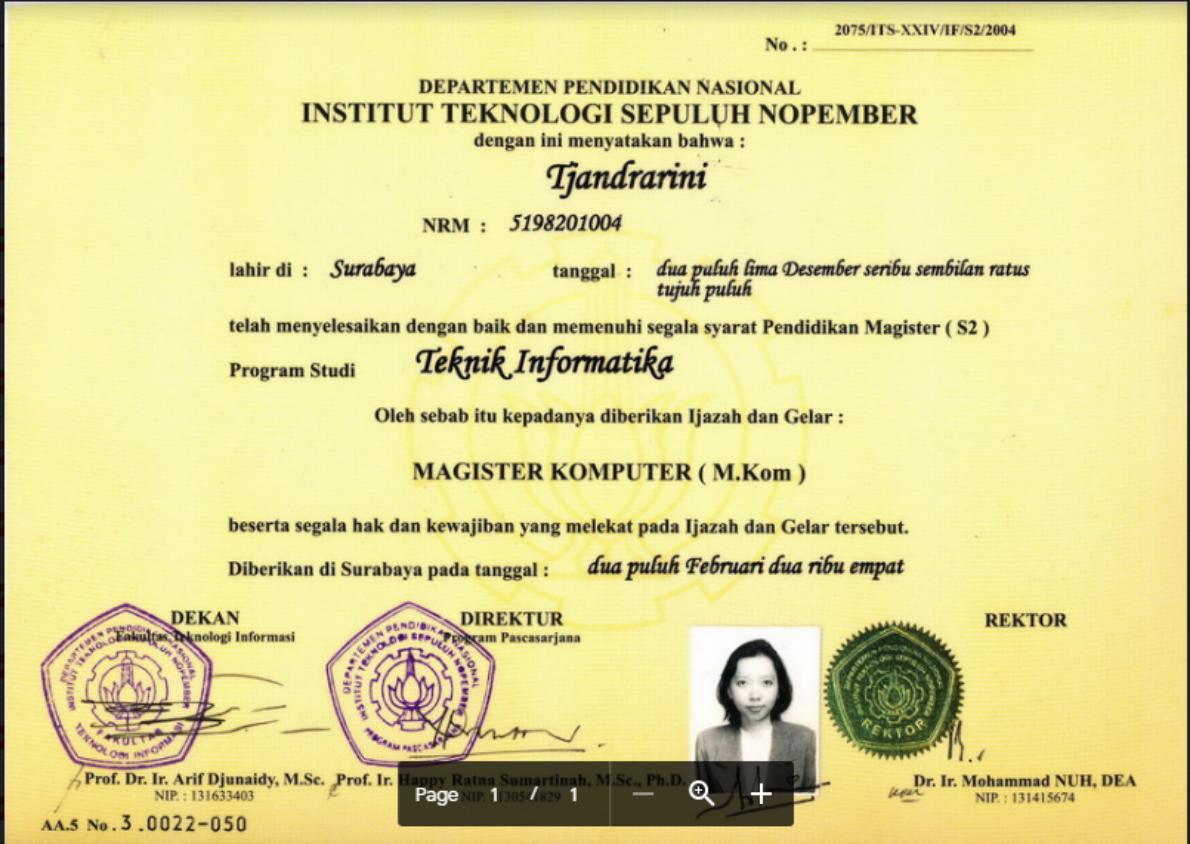 No. : 2075/ITS-XXIV/IF/S2/2004
DEPARTEMEN PENDIDIKAN NASIONAL
INSTITUT TEKNOLOGI SEPULUH NOPEMBER
dengan ini menyatakan bahwa :
Tjandrarini
NRM : 5198201004
lahir di : Surabaya tanggal : dua puluh lima Desember seribu sembilan ratus
tujuh puluh
telah menyelesaikan dengan baik dan memenuhi segala syarat Pendidikan Magister ( S2 )
Program Studi Teknik Informatika
Oleh sebab itu kepadanya diberikan Ijazah dan Gelar :
MAGISTER KOMPUTER ( M.Kom )
beserta segala hak dan kewajiban yang melekat pada Ijazah dan Gelar tersebut.
Diberikan di Surabaya pada tanggal : dua puluh Februari dua ribu empat
DEKAN
Fakultas Teknologi Informasi
DEPARTEMEN PENDIDIKAN NASIONAL
INSTITUT TEKNOLOGI SEPULUH NOPEMBER
FAKULTAS
TEKNOLOGI INFORMASI
Prof. Dr. Ir. Arif Djunaidy, M.Sc.
NIP. : 131633403
DIREKTUR
Program Pascasarjana
DEPARTEMEN PENDIDIKAN NASIONAL
INSTITUT TEKNOLOGI SEPULUH NOPEMBER
PROGRAM
Prof. Ir. Happy Ratna Sumartinah, M.Sc., Ph.D.
REKTOR
REKTOR
Dr. Ir. Mohammad NUH, DEA
NIP. : 131415674
AA.5 No. 3.0022-050
Page 1 / 1